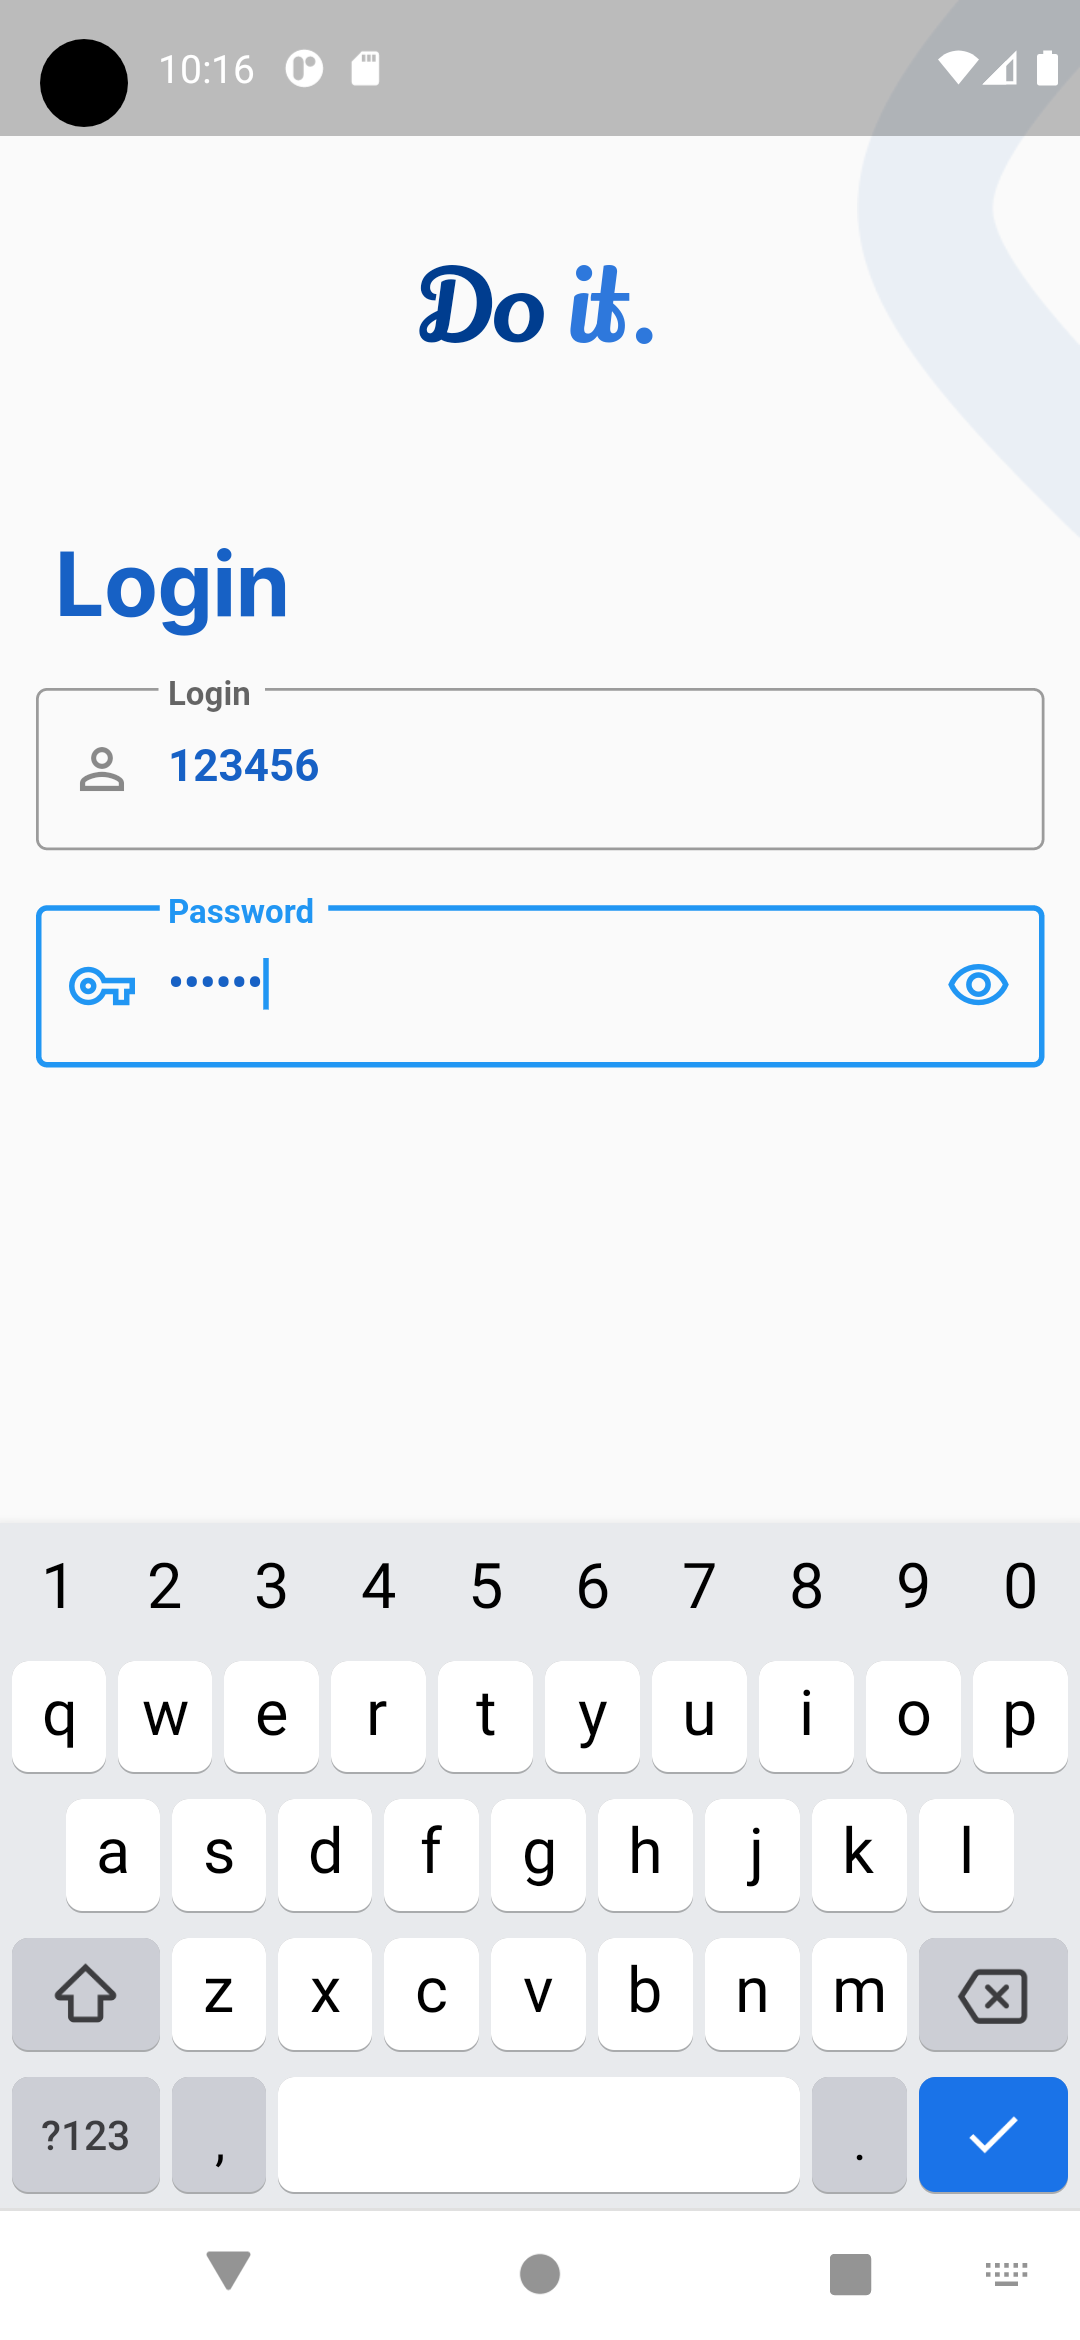 10:16
Do it.
Login
Login
123456
Password
••••••
1 2 3 4 5 6 7 8 9 0
q w e r t y u i o p
a s d f g h j k l
z x c v b n m
?123 , .